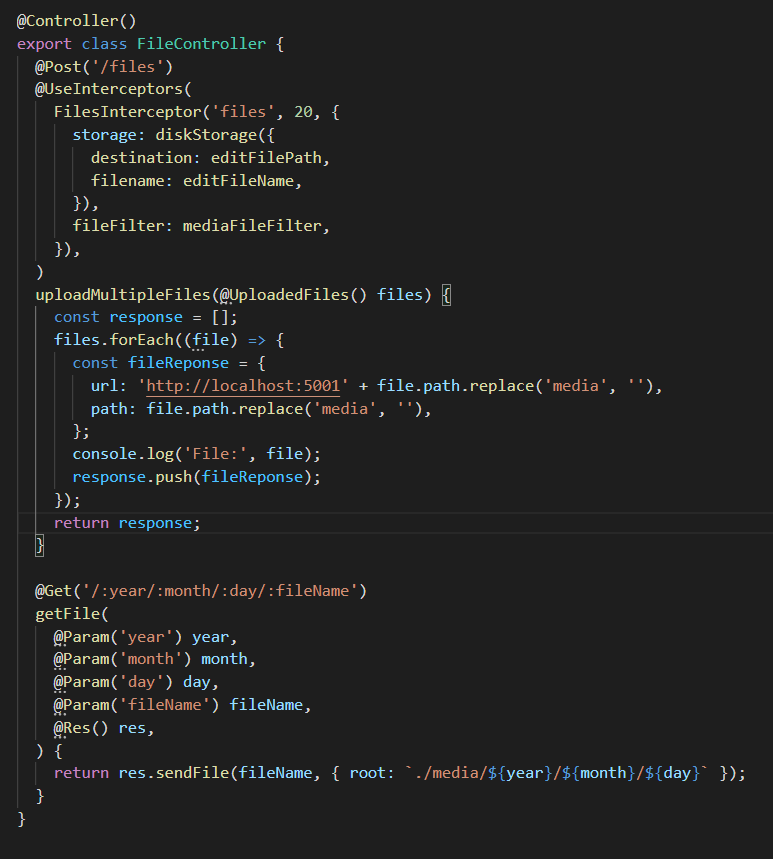 @Controller()
export class FileController {
  @Post('/files')
  @UseInterceptors(
    FilesInterceptor('files', 20, {
      storage: diskStorage({
        destination: editFilePath,
        filename: editFileName,
      }),
      fileFilter: mediaFileFilter,
    }),
  )
  uploadMultipleFiles(@UploadedFiles() files) {
    const response = [];
    files.forEach((file) => {
      const fileReponse = {
        url: 'http://localhost:5001' + file.path.replace('media', ''),
        path: file.path.replace('media', ''),
      };
      console.log('File:', file);
      response.push(fileReponse);
    });
    return response;
  }

  @Get('/:year/:month/:day/:fileName')
  getFile(
    @Param('year') year,
    @Param('month') month,
    @Param('day') day,
    @Param('fileName') fileName,
    @Res() res,
  ) {
    return res.sendFile(fileName, { root: `./media/${year}/${month}/${day}` });
  }
}